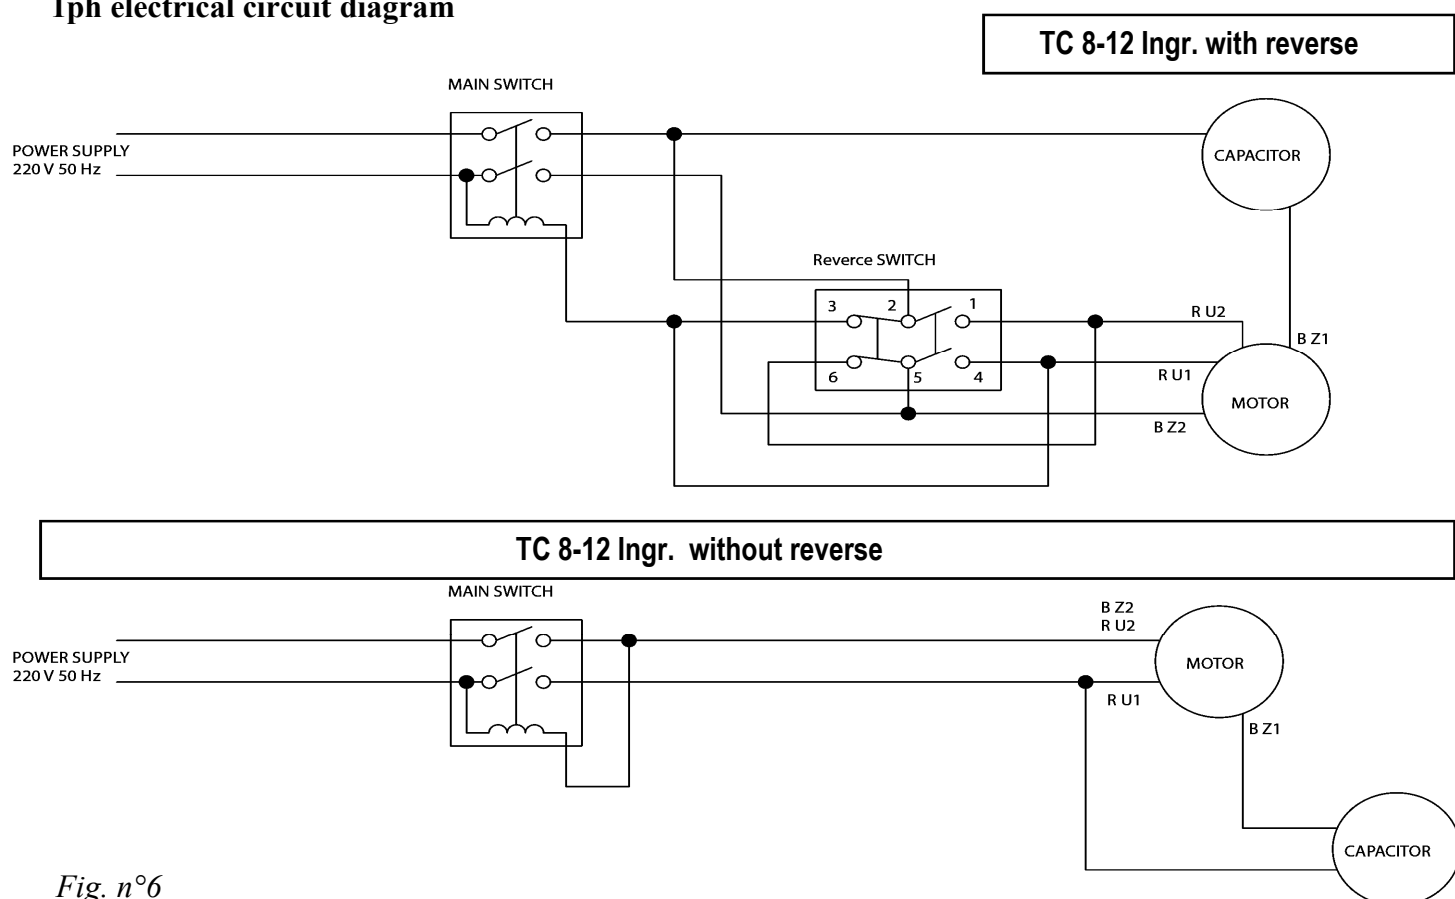 1ph electrical circuit diagram
TC 8-12 Ingr. with reverse
MAIN SWITCH
POWER SUPPLY
220 V 50 Hz
CAPACITOR
Reverce SWITCH
3 2 1
6 5 4
R U2
B Z1
R U1
MOTOR
B Z2
TC 8-12 Ingr. without reverse
MAIN SWITCH
B Z2
R U2
POWER SUPPLY
220 V 50 Hz
MOTOR
R U1
B Z1
CAPACITOR
Fig. n°6